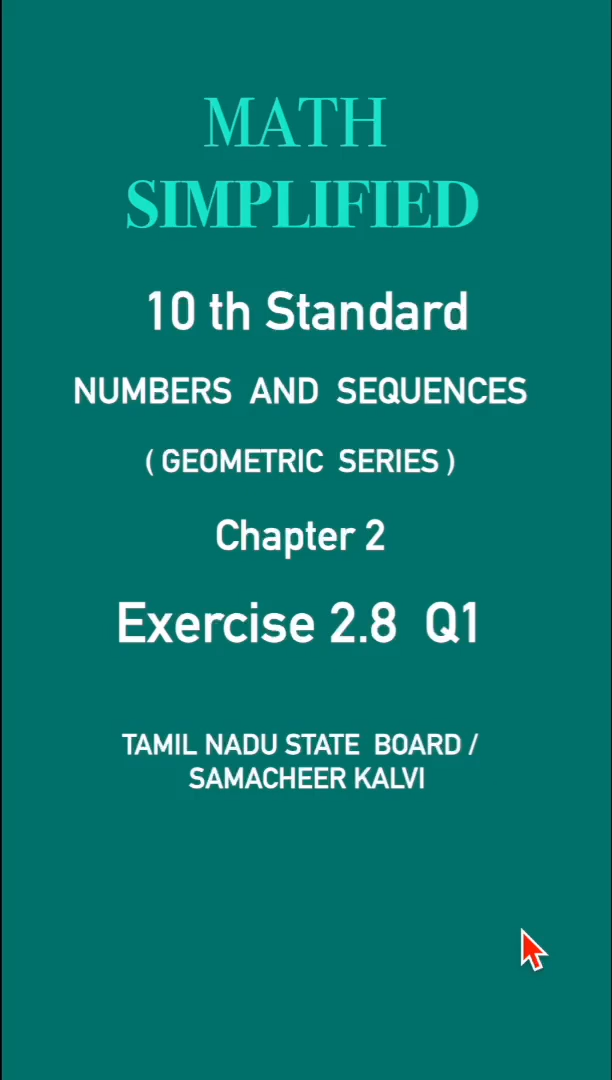 MATH
SIMPLIFIED
10 th Standard
NUMBERS AND SEQUENCES
( GEOMETRIC SERIES )
Chapter 2
Exercise 2.8 Q1
TAMIL NADU STATE BOARD /
SAMACHEER KALVI